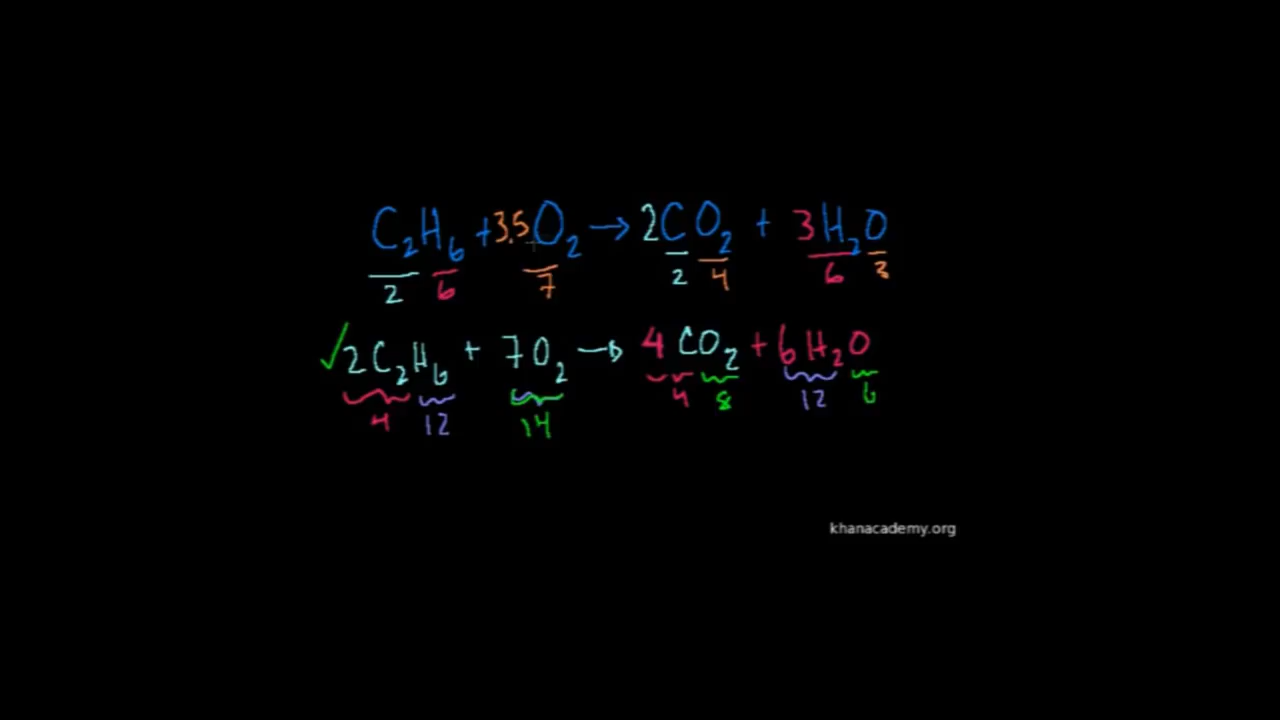 C₂H₆ + 3.5O₂ → 2CO₂ + 3H₂O
2 6 7 2 4 6 3
✓2C₂H₆ + 7O₂ → 4CO₂ + 6H₂O
4 12 14 4 8 12 6
khanacademy.org